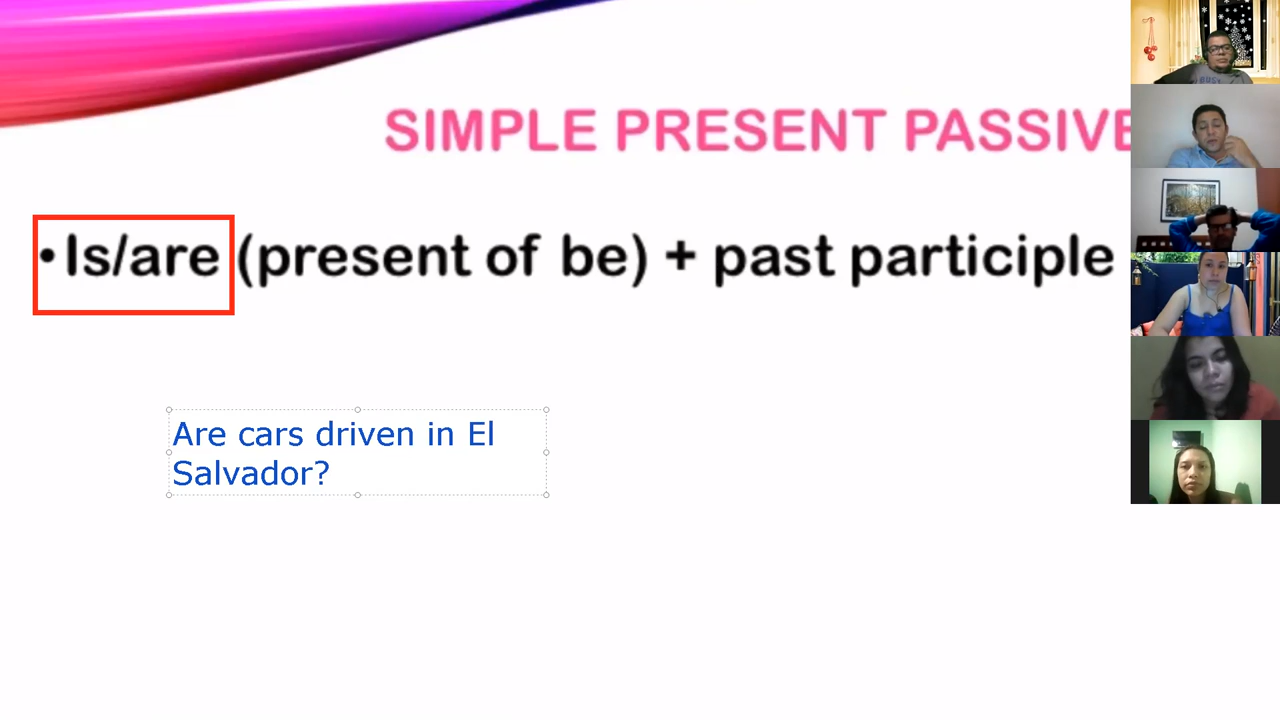 SIMPLE PRESENT PASSIVE
• Is/are (present of be) + past participle
Are cars driven in El
Salvador?